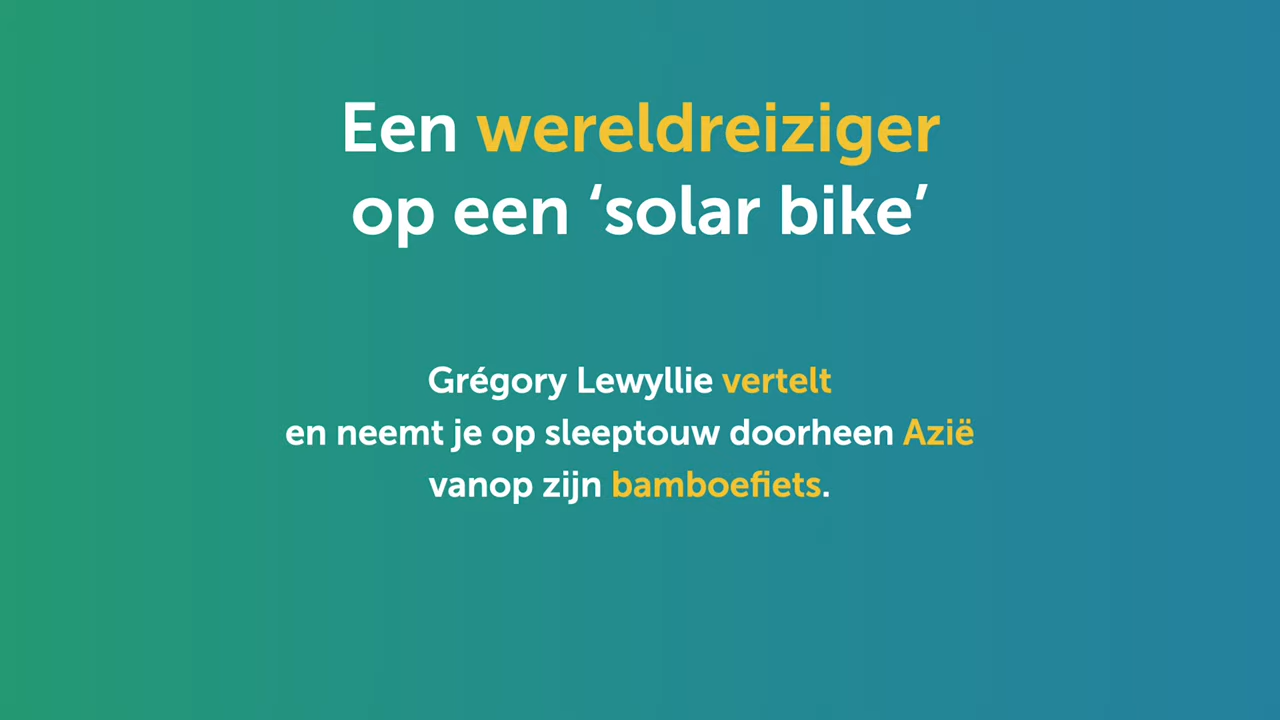 Een wereldreiziger
op een ‘solar bike’
Grégory Lewyllie vertelt
en neemt je op sleeptouw doorheen Azië
vanop zijn bamboefiets.